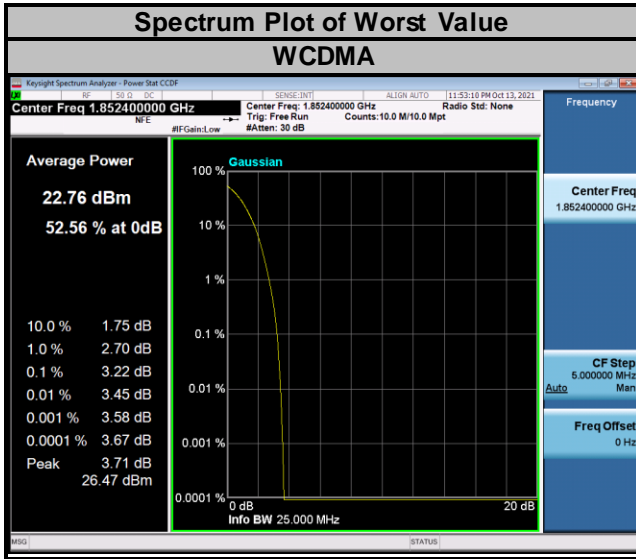 Spectrum Plot of Worst Value
WCDMA
Keysight Spectrum Analyzer - Power Stat CCDF
RF 50 Ω DC SENSE:INT ALIGN AUTO 11:53:10 PM Oct 13, 2021
Center Freq 1.852400000 GHz
NFE
#IFGain:Low
Center Freq: 1.852400000 GHz Radio Std: None
Trig: Free Run Counts:10.0 M/10.0 Mpt
#Atten: 30 dB
Frequency
Average Power
22.76 dBm
52.56 % at 0dB
10.0 % 1.75 dB
1.0 % 2.70 dB
0.1 % 3.22 dB
0.01 % 3.45 dB
0.001 % 3.58 dB
0.0001 % 3.67 dB
Peak 3.71 dB
26.47 dBm
Gaussian
100 %
10 %
1 %
0.1 %
0.01 %
0.001 %
0.0001 %
0 dB 20 dB
Info BW 25.000 MHz
Center Freq
1.852400000 GHz
CF Step
5.000000 MHz
Auto Man
Freq Offset
0 Hz
MSG STATUS